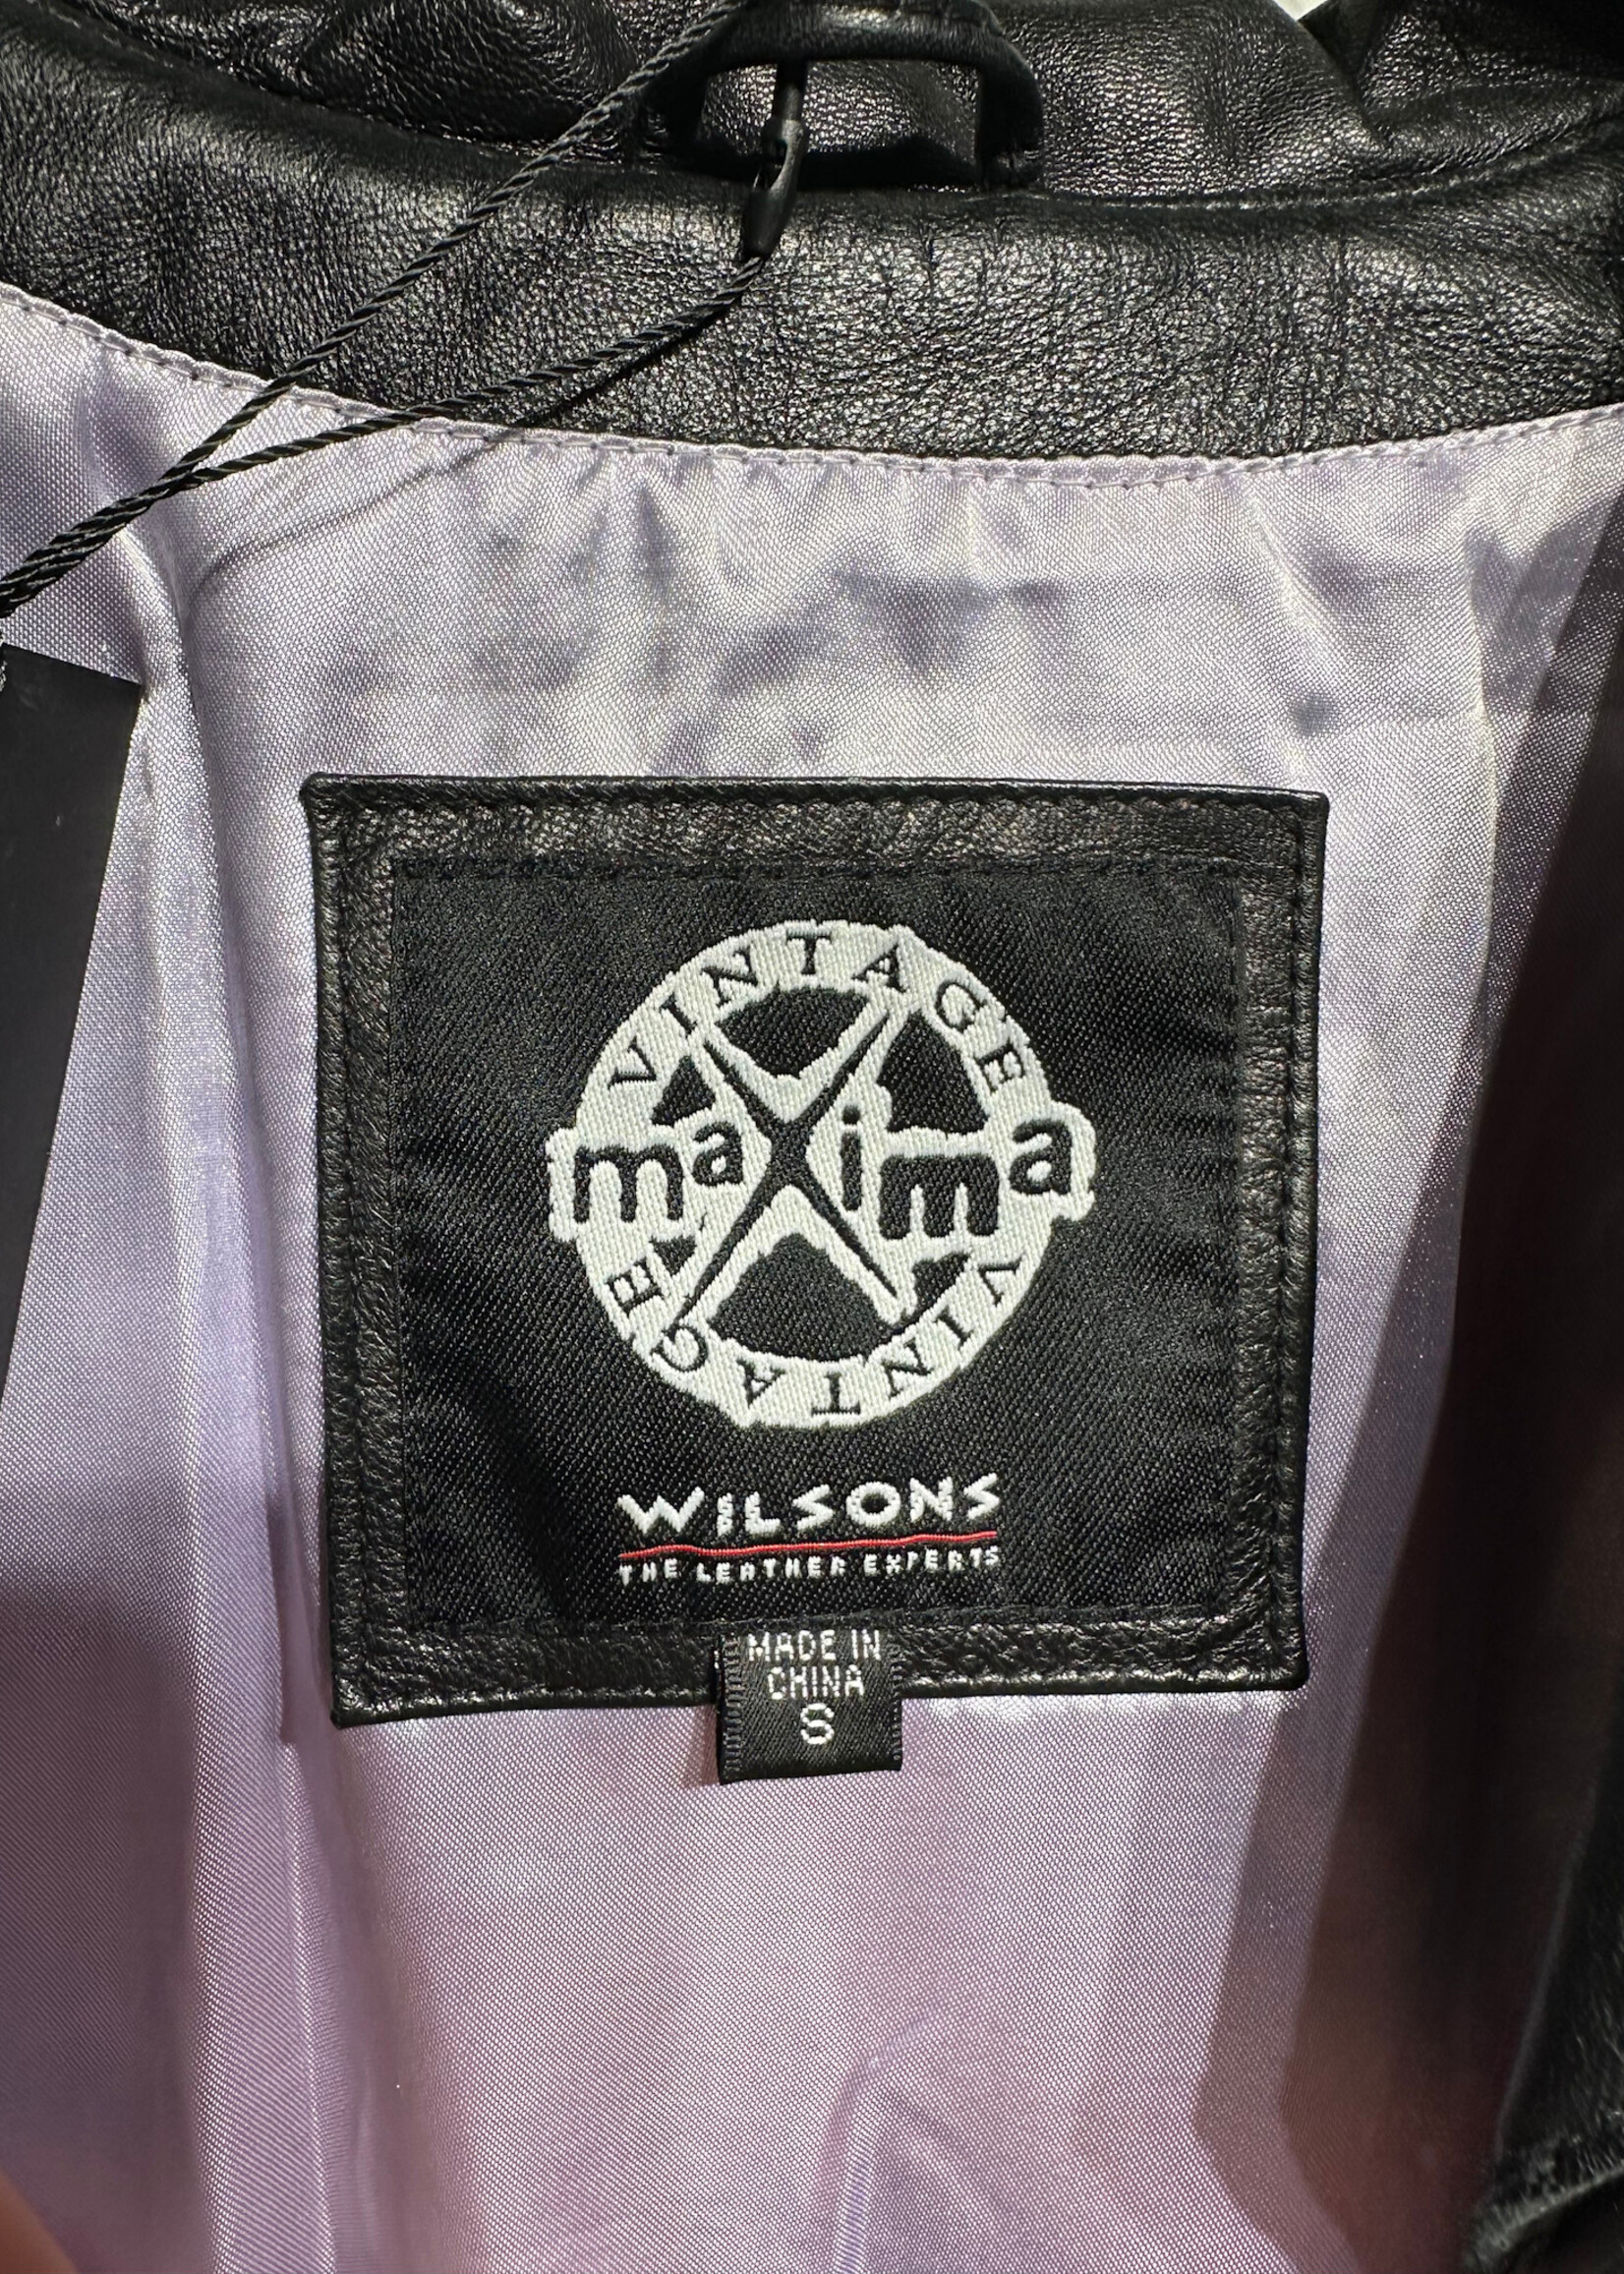 VINTAGE
maxima
VINTAGE
WILSONS
THE LEATHER EXPERTS
MADE IN
CHINA
S